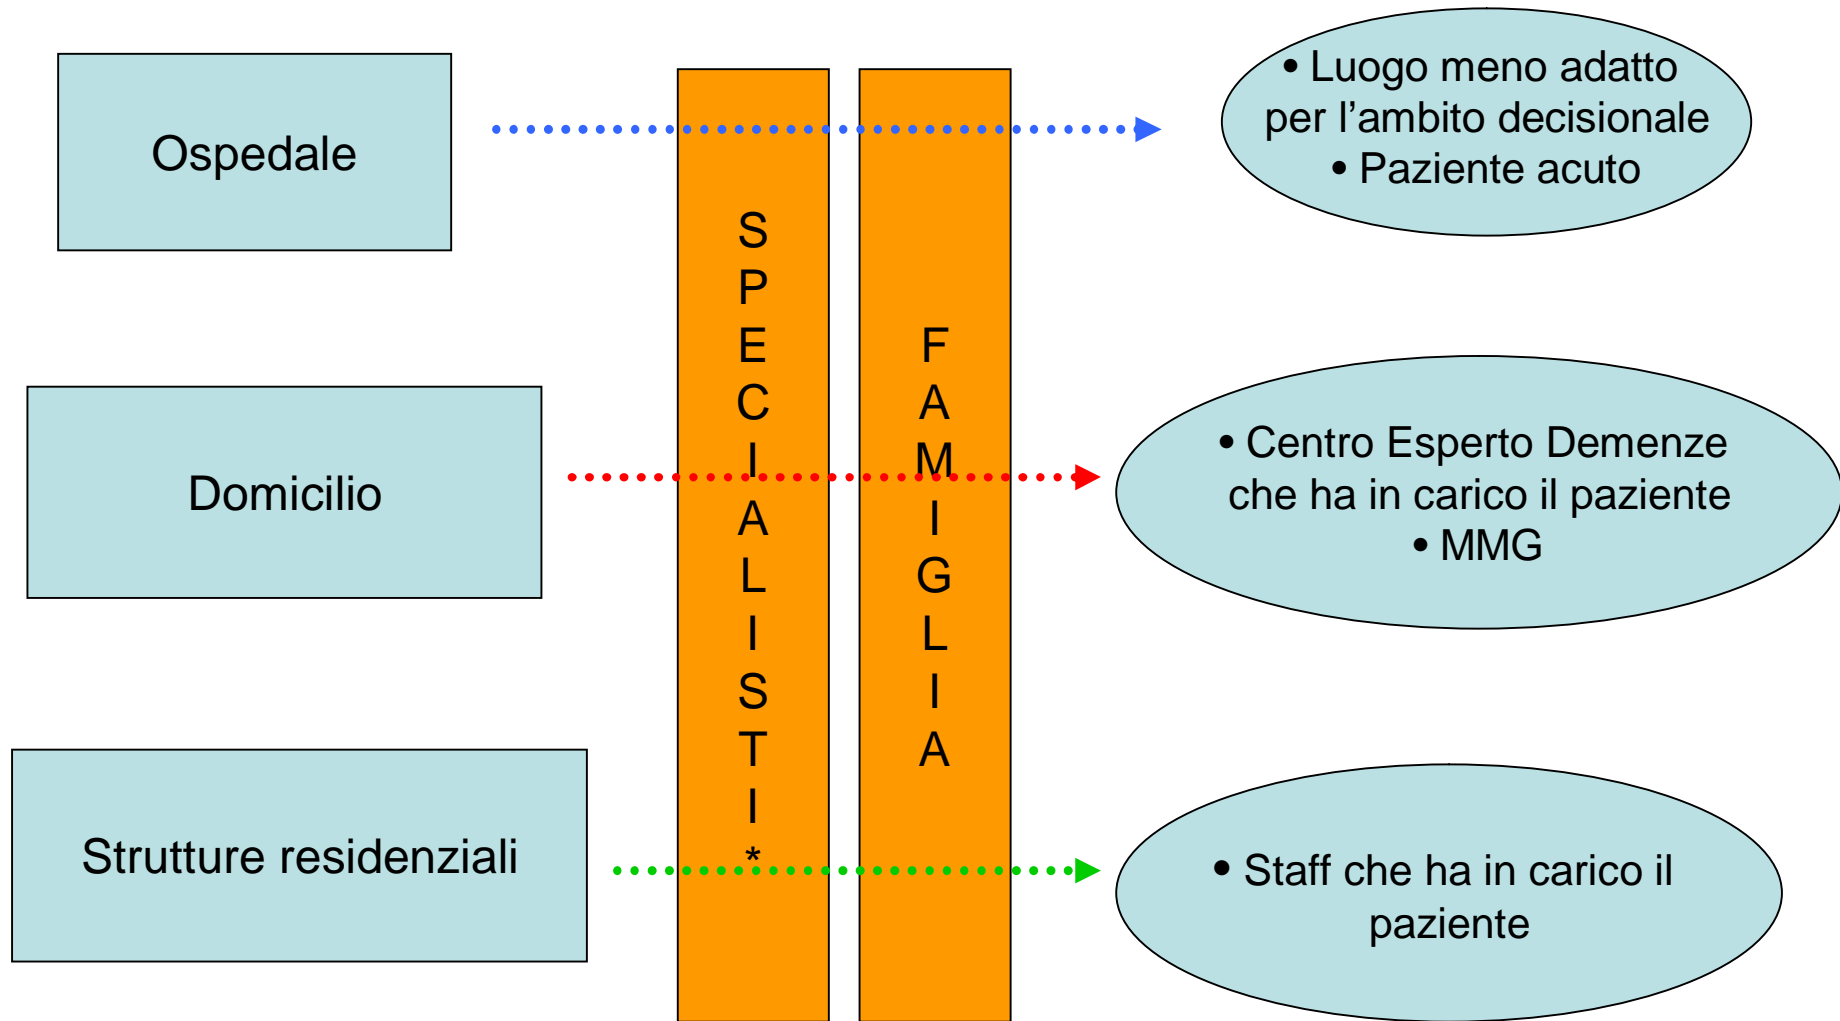 Ospedale
Domicilio
Strutture residenziali
SPECIALISTI*
FAMIGLIA
• Luogo meno adatto
per l’ambito decisionale
• Paziente acuto
• Centro Esperto Demenze
che ha in carico il paziente
• MMG
• Staff che ha in carico il
paziente